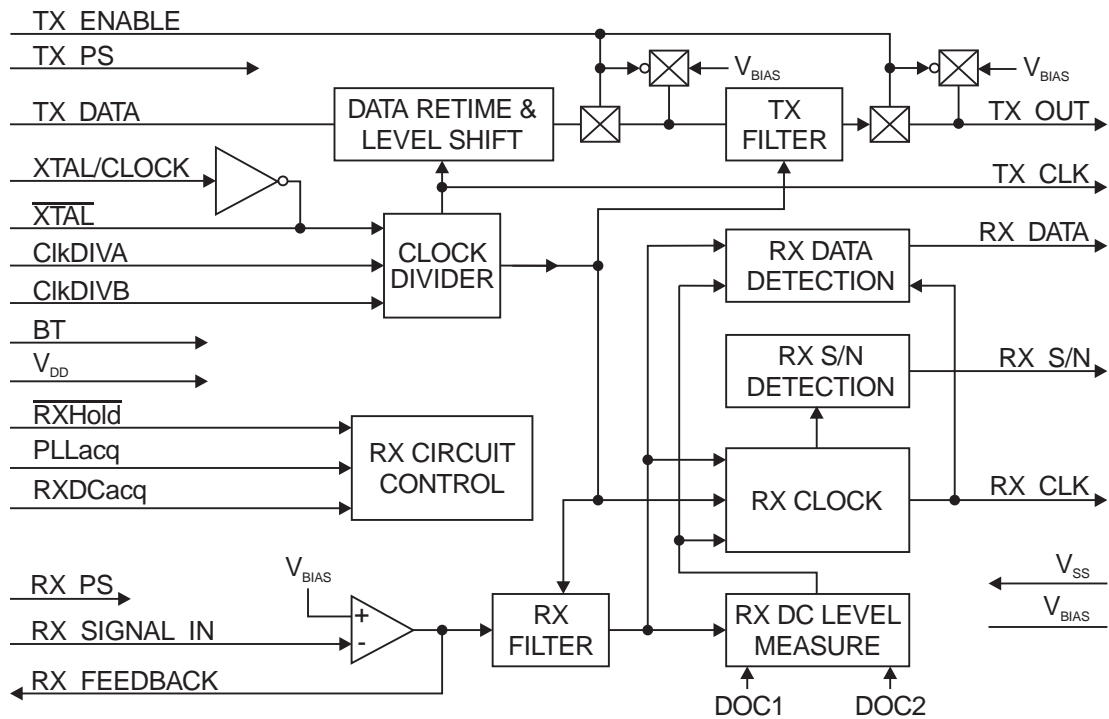 TX ENABLE
TX PS
V_BIAS
V_BIAS
TX DATA
DATA RETIME &
LEVEL SHIFT
TX
FILTER
TX OUT
XTAL/CLOCK
TX CLK
XTAL
ClkDIVA
ClkDIVB
CLOCK
DIVIDER
RX DATA
DETECTION
RX DATA
BT
V_DD
RX S/N
DETECTION
RX S/N
RXHold
PLLacq
RXDCacq
RX CIRCUIT
CONTROL
RX CLOCK
RX CLK
V_SS
V_BIAS
RX PS
V_BIAS
+
-
RX SIGNAL IN
RX FEEDBACK
RX
FILTER
RX DC LEVEL
MEASURE
DOC1
DOC2